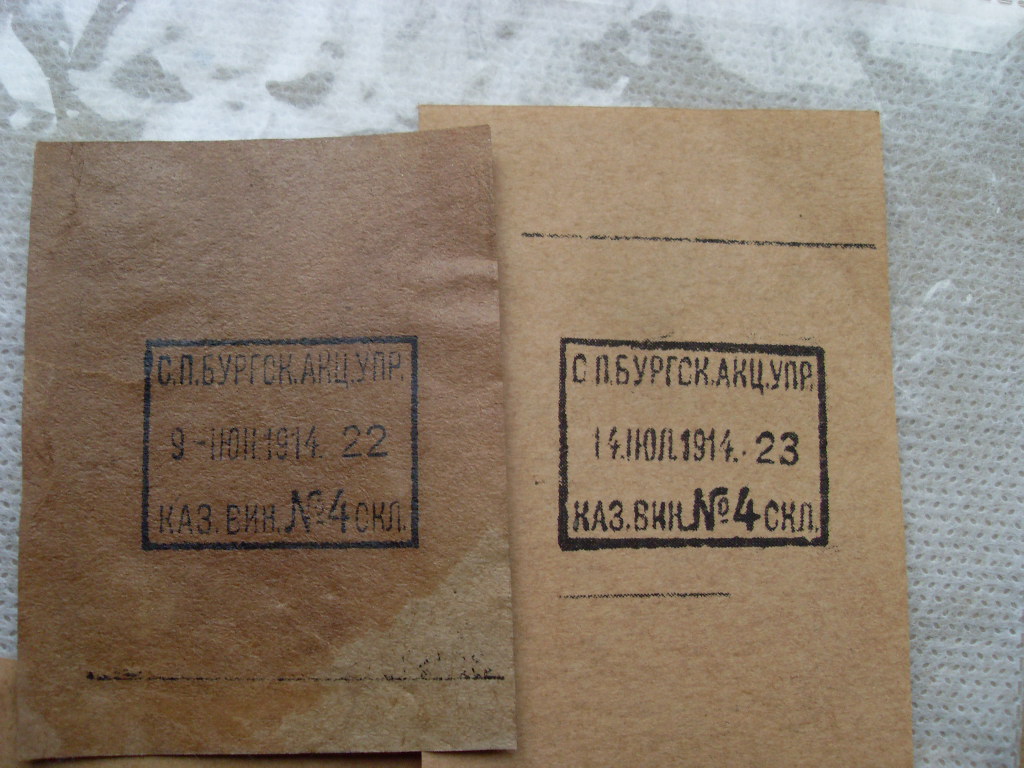 С.П.БУРГСК.АКЦ.УПР.
9-ІЮЛ.1914. 22
КАЗ.ВИН.№4 СКЛ.
С П.БУРГСК.АКЦ.УПР.
14.ІЮЛ.1914. 23
КАЗ.ВИН.№4 СКЛ.